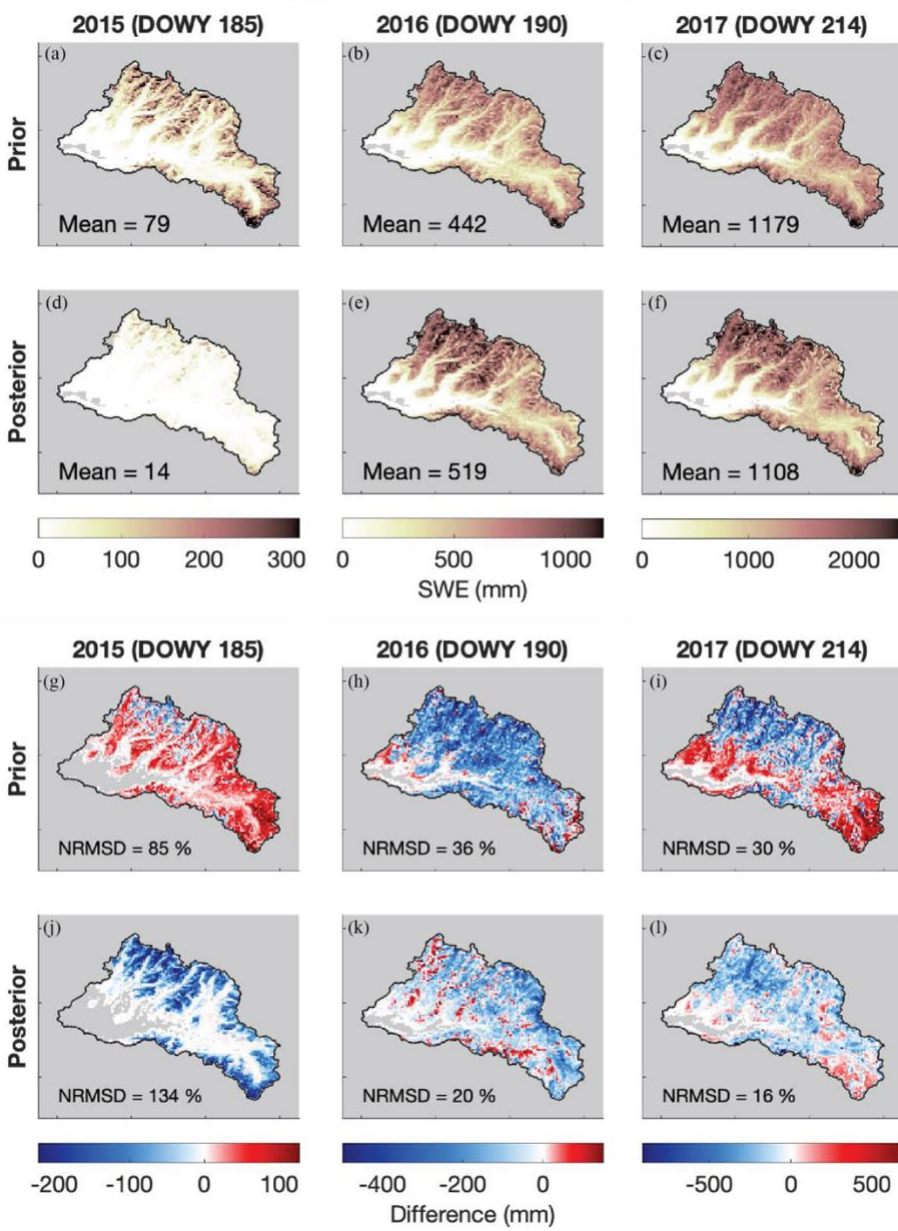 2015 (DOWY 185) 2016 (DOWY 190) 2017 (DOWY 214)
Prior
(a) (b) (c)
Mean = 79 Mean = 442 Mean = 1179
Posterior
(d) (e) (f)
Mean = 14 Mean = 519 Mean = 1108
0 100 200 300 0 500 1000 0 1000 2000
SWE (mm)
2015 (DOWY 185) 2016 (DOWY 190) 2017 (DOWY 214)
Prior
(g) (h) (i)
NRMSD = 85 % NRMSD = 36 % NRMSD = 30 %
Posterior
(j) (k) (l)
NRMSD = 134 % NRMSD = 20 % NRMSD = 16 %
-200 -100 0 100 -400 -200 0 -500 0 500
Difference (mm)